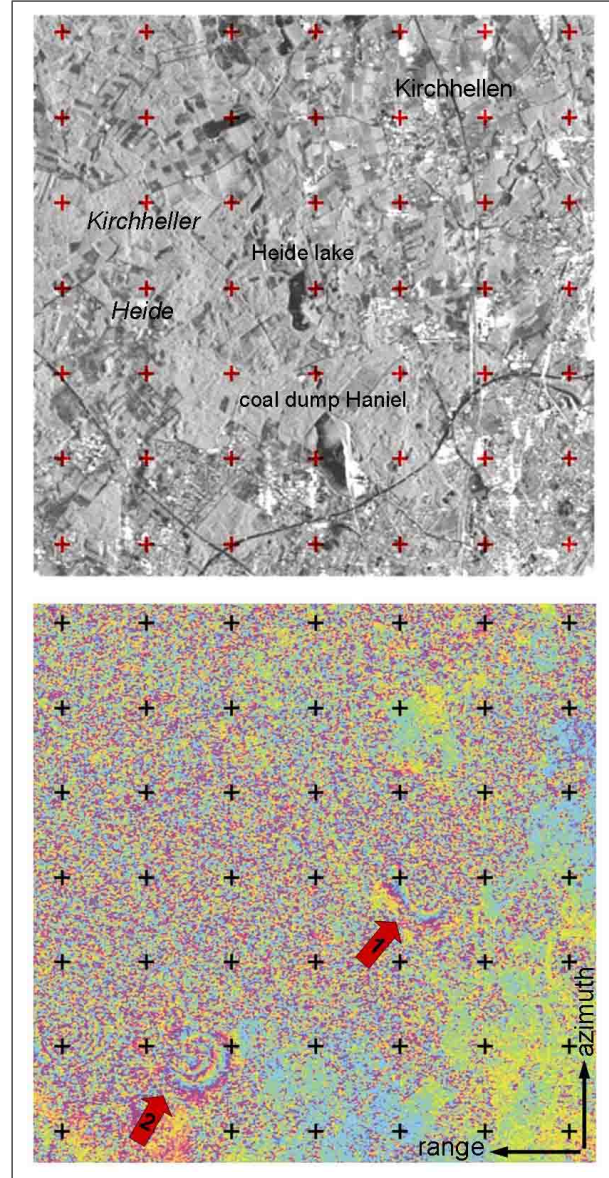 Kirchhellen
Kirchheller
Heide lake
Heide
coal dump Haniel
1
2
azimuth
range